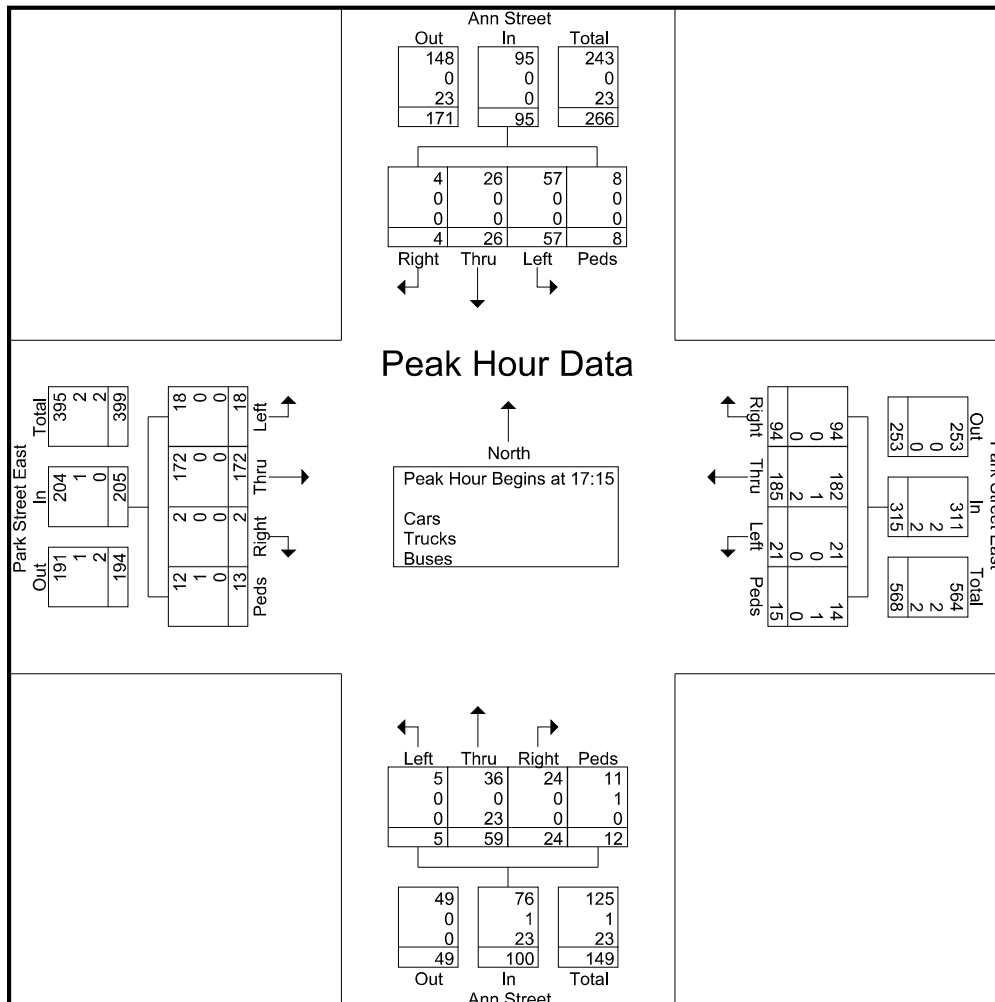 Ann Street
Out In Total
148 95 243
0 0 0
23 0 23
171 95 266
4 26 57 8
0 0 0 0
0 0 0 0
4 26 57 8
Right Thru Left Peds
Peak Hour Data
North
Peak Hour Begins at 17:15
Cars
Trucks
Buses
Park Street East
Out In Total
191 204 395
1 1 2
2 0 2
194 205 399
Peds Right Thru Left
12 2 172 18
1 0 0 0
0 0 0 0
13 2 172 18
Park Street East
Out In Total
253 311 564
0 2 2
0 2 2
253 315 568
94 182 21 14
0 1 0 1
0 2 0 0
94 185 21 15
Right Thru Left Peds
Left Thru Right Peds
5 36 24 11
0 0 0 1
0 23 0 0
5 59 24 12
49 76 125
0 1 1
0 23 23
49 100 149
Out In Total
Ann Street